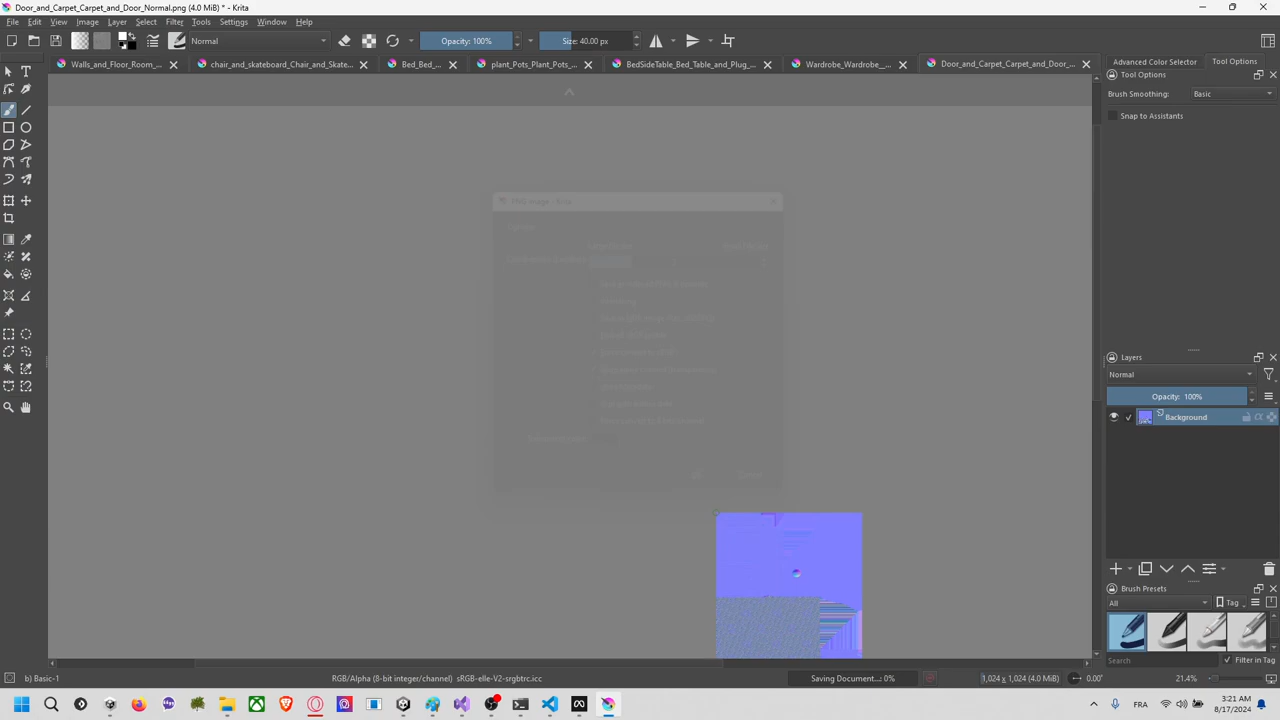 Door_and_Carpet_Carpet_and_Door_Normal.png (4.0 MiB) * - Krita
File Edit View Image Layer Select Filter Tools Settings Window Help
Normal Opacity: 100% Size: 40.00 px
Walls_and_Floor_Room_... chair_and_skateboard_Chair_and_Skate... Bed_Bed_... plant_Pots_Plant_Pots_... BedSideTable_Bed_Table_and_Plug_... Wardrobe_Wardrobe__... Door_and_Carpet_Carpet_and_Door_...
Advanced Color Selector Tool Options
Tool Options
Brush Smoothing: Basic
Snap to Assistants
PNG Image - Krita
Layers
Normal
Opacity: 100%
Background
Brush Presets
All Tag
Search Filter in Tag
b) Basic-1 RGB/Alpha (8-bit integer/channel) sRGB-elle-V2-srgbtrc.icc Saving Document...: 0% 1,024 x 1,024 (4.0 MiB) 0.00° 21.4%
FRA 3:21 AM
8/17/2024